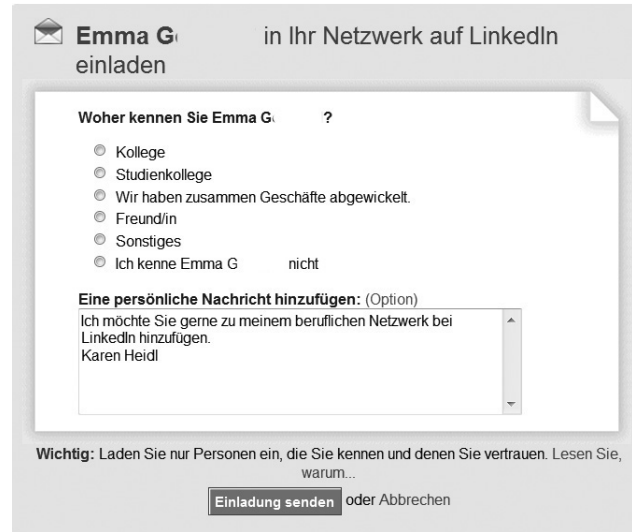 Emma G in Ihr Netzwerk auf LinkedIn
einladen
Woher kennen Sie Emma G ?
Kollege
Studienkollege
Wir haben zusammen Geschäfte abgewickelt.
Freund/in
Sonstiges
Ich kenne Emma G nicht
Eine persönliche Nachricht hinzufügen: (Option)
Ich möchte Sie gerne zu meinem beruflichen Netzwerk bei
LinkedIn hinzufügen.
Karen Heidl
Wichtig: Laden Sie nur Personen ein, die Sie kennen und denen Sie vertrauen. Lesen Sie,
warum...
Einladung senden oder Abbrechen